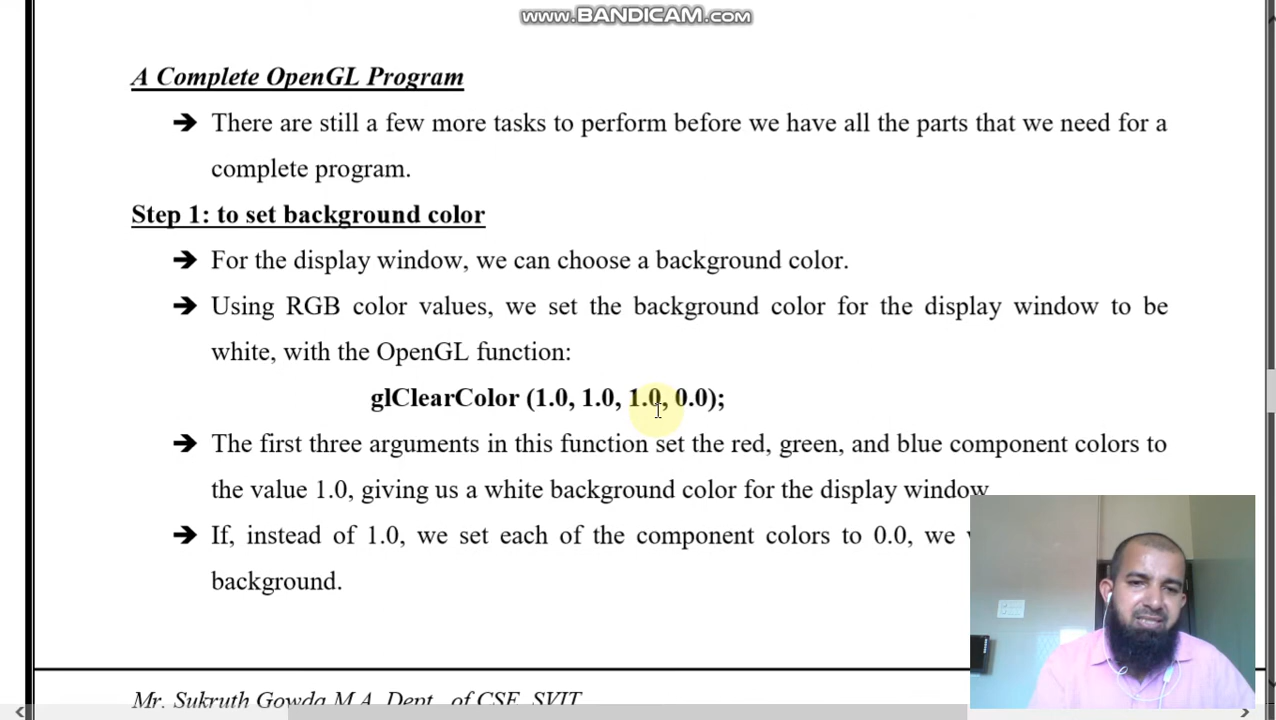 www.BANDICAM.com
A Complete OpenGL Program
➔ There are still a few more tasks to perform before we have all the parts that we need for a
complete program.
Step 1: to set background color
➔ For the display window, we can choose a background color.
➔ Using RGB color values, we set the background color for the display window to be
white, with the OpenGL function:
glClearColor (1.0, 1.0, 1.0, 0.0);
➔ The first three arguments in this function set the red, green, and blue component colors to
the value 1.0, giving us a white background color for the display window
➔ If, instead of 1.0, we set each of the component colors to 0.0, we
background.
Mr. Sukruth Gowda M A, Dept., of CSE, SVIT